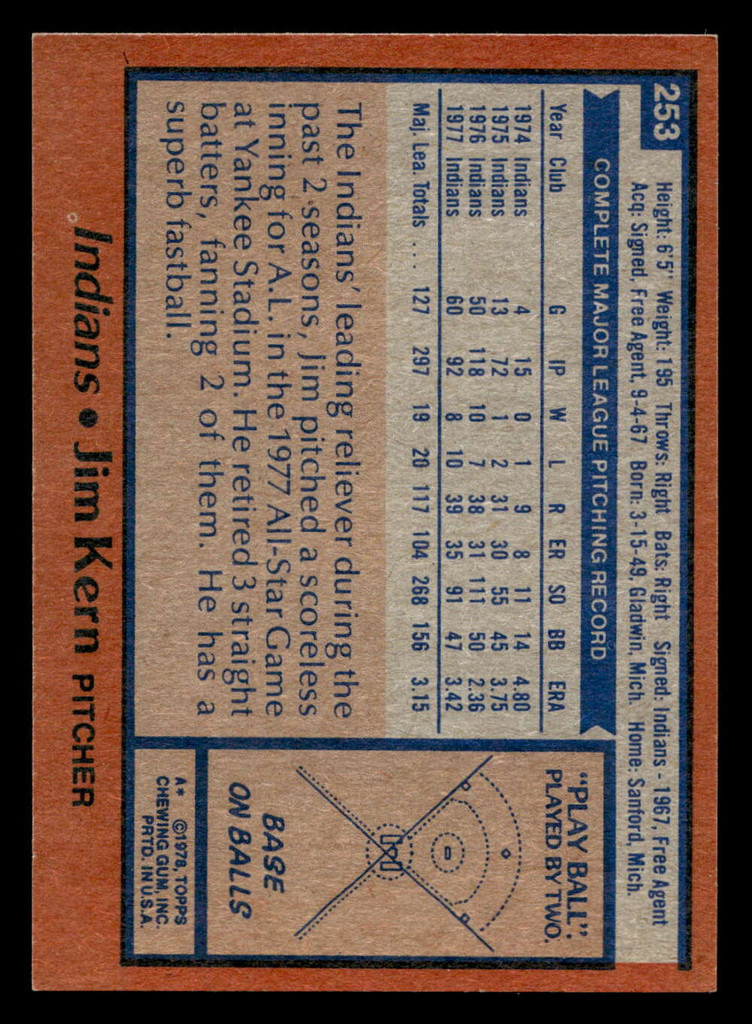 253
Height: 6'5" Weight: 195 Throws: Right Bats: Right Signed: Indians - 1967, Free Agent
Acq: Signed, Free Agent, 9-4-67 Born: 3-15-49, Gladwin, Mich. Home: Sanford, Mich.
COMPLETE MAJOR LEAGUE PITCHING RECORD
Year Club G IP W L R ER SO BB ERA
1974 Indians 4 15 0 1 9 8 11 14 4.80
1975 Indians 13 72 1 2 31 30 55 45 3.75
1976 Indians 50 118 10 7 38 31 111 50 2.36
1977 Indians 60 92 8 10 39 35 91 47 3.42
Maj. Lea. Totals . . . 127 297 19 20 117 104 268 156 3.15
The Indians' leading reliever during the
past 2 seasons, Jim pitched a scoreless
inning for A.L. in the 1977 All-Star Game
at Yankee Stadium. He retired 3 straight
batters, fanning 2 of them. He has a
superb fastball.
"PLAY BALL":
PLAYED BY TWO.
BASE
ON BALLS
A* ©1978, TOPPS
CHEWING GUM, INC.
PRTD. IN U.S.A.
Indians • Jim Kern PITCHER